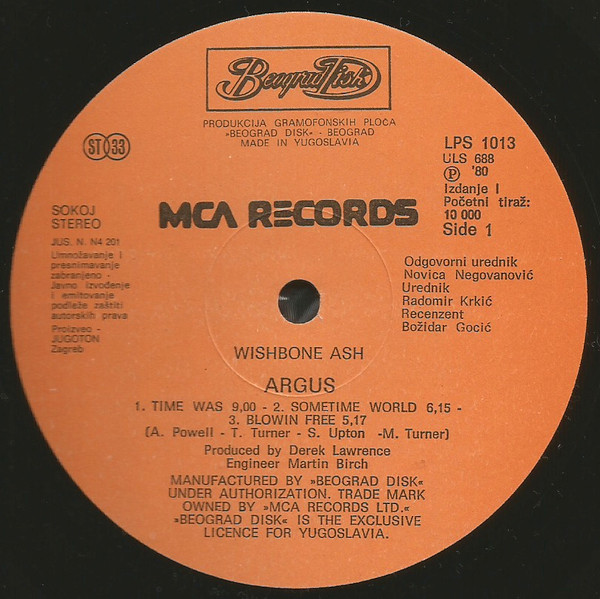 Beograd Disk
PRODUKCIJA GRAMOFONSKIH PLOČA
»BEOGRAD DISK« - BEOGRAD
MADE IN YUGOSLAVIA
ST 33
LPS 1013
ULS 688
Ⓟ '80
Izdanje I
Početni tiraž:
10 000
Side 1
SOKOJ
STEREO
JUS. N. N4 201
Umnožavanje i
presnimavanje
zabranjeno -
Javno izvođenje
i emitovanje
podleže zaštiti
autorskih prava
Proizveo -
JUGOTON
Zagreb
MCA RECORDS
Odgovorni urednik
Novica Negovanović
Urednik
Radomir Krkić
Recenzent
Božidar Gocić
WISHBONE ASH
ARGUS
1. TIME WAS 9,00 - 2. SOMETIME WORLD 6,15 -
3. BLOWIN FREE 5,17
(A. Powell - T. Turner - S. Upton -M. Turner)
Produced by Derek Lawrence
Engineer Martin Birch
MANUFACTURED BY »BEOGRAD DISK«
UNDER AUTHORIZATION. TRADE MARK
OWNED BY »MCA RECORDS LTD.«
»BEOGRAD DISK« IS THE EXCLUSIVE
LICENCE FOR YUGOSLAVIA.